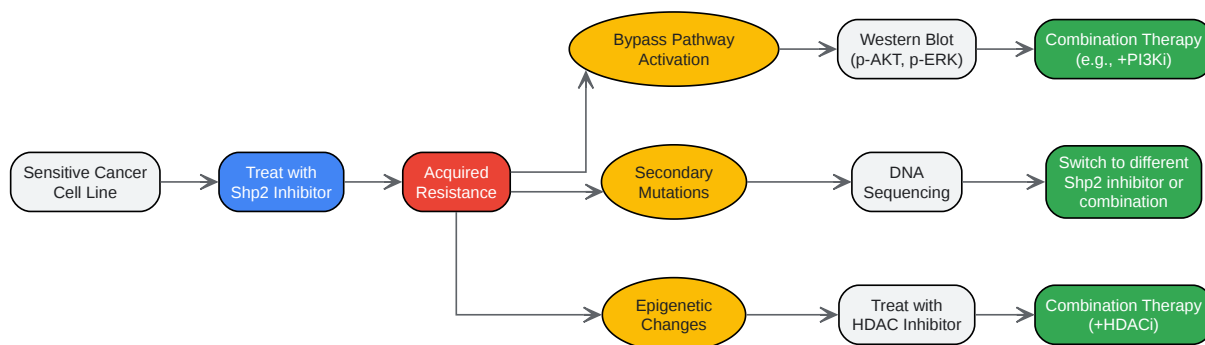 Bypass Pathway
Activation
Western Blot
(p-AKT, p-ERK)
Combination Therapy
(e.g., +PI3Ki)
Sensitive Cancer
Cell Line
Treat with
Shp2 Inhibitor
Acquired
Resistance
Secondary
Mutations
DNA
Sequencing
Switch to different
Shp2 inhibitor or
combination
Epigenetic
Changes
Treat with
HDAC Inhibitor
Combination Therapy
(+HDACi)